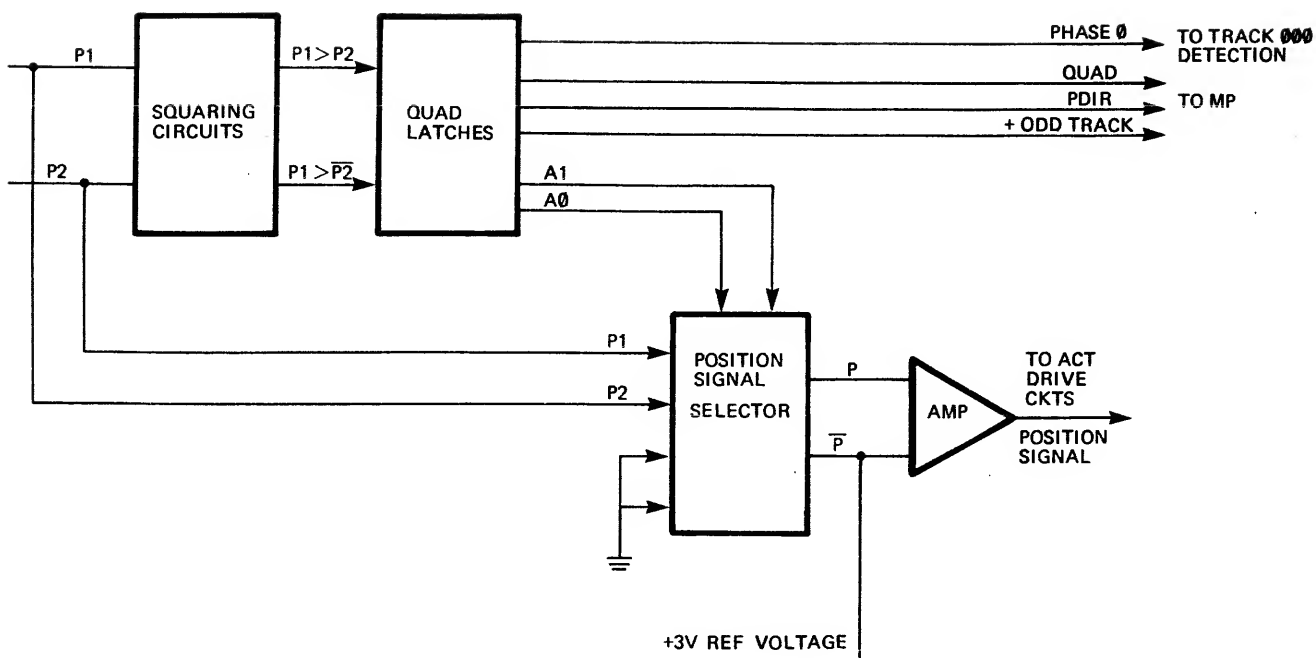 P1
SQUARING
CIRCUITS
P2
P1>P2
P1>P̅2̅
QUAD
LATCHES
PHASE Ø
QUAD
PDIR
+ ODD TRACK
TO TRACK ØØØ
DETECTION
TO MP
A1
AØ
P1
P2
POSITION
SIGNAL
SELECTOR
P
P̅
AMP
TO ACT
DRIVE
CKTS
POSITION
SIGNAL
+3V REF VOLTAGE